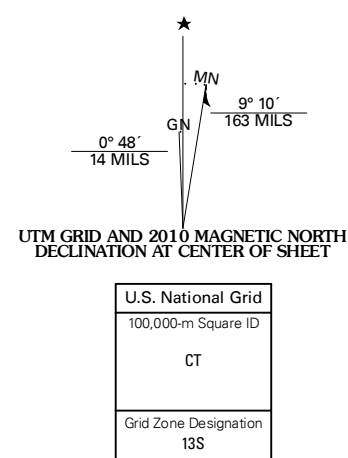 ★
MN
GN
9° 10´
163 MILS
0° 48´
14 MILS
UTM GRID AND 2010 MAGNETIC NORTH
DECLINATION AT CENTER OF SHEET
U.S. National Grid
100,000-m Square ID
CT
Grid Zone Designation
13S